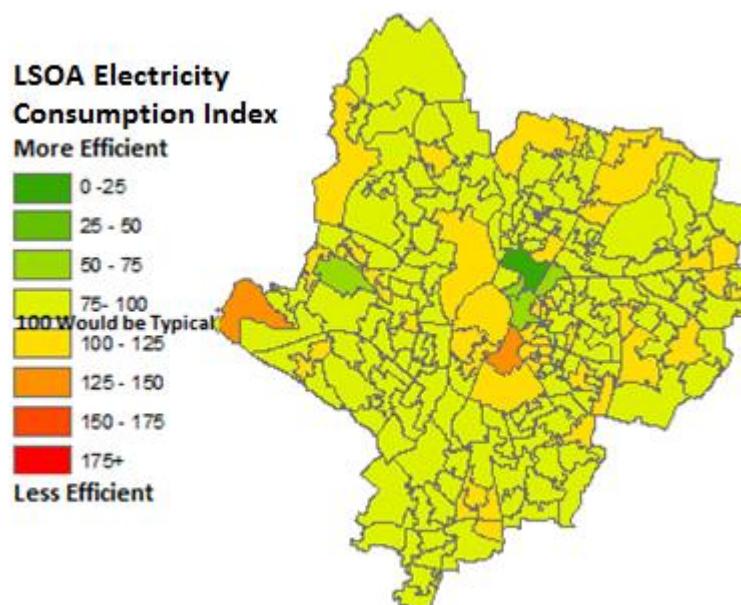 LSOA Electricity
Consumption Index
More Efficient
0 -25
25 - 50
50 - 75
75- 100
100 Would be Typical
100 - 125
125 - 150
150 - 175
175+
Less Efficient